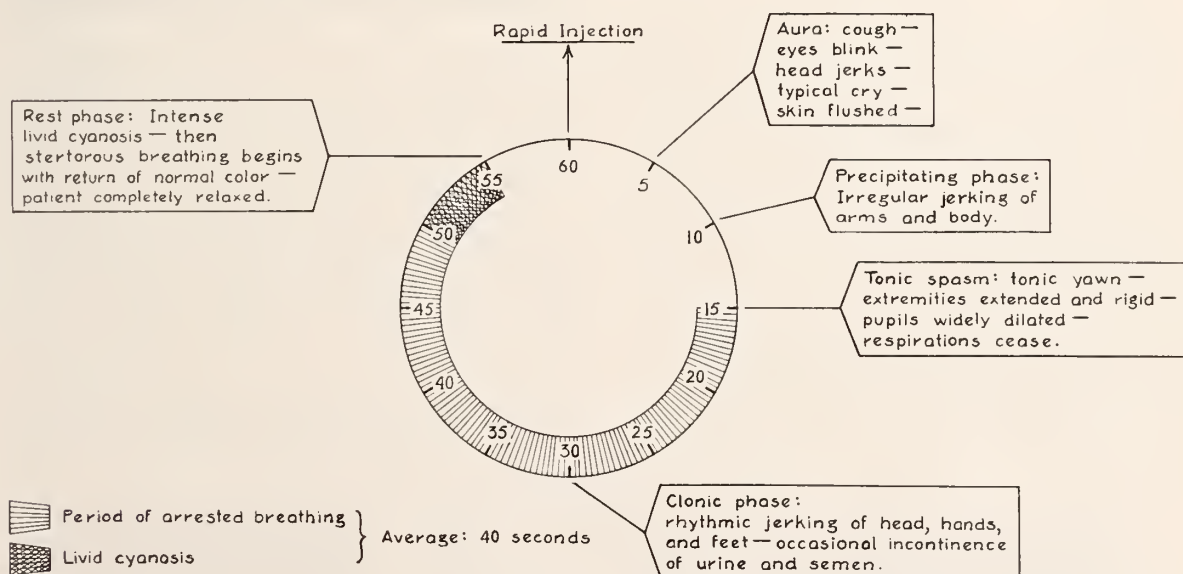 Rapid Injection
Aura: cough —
eyes blink —
head jerks —
typical cry —
skin flushed —
Rest phase: Intense
livid cyanosis — then
stertorous breathing begins
with return of normal color —
patient completely relaxed.
60
5
55
Precipitating phase:
Irregular jerking of
arms and body.
10
50
Tonic spasm: tonic yawn —
extremities extended and rigid —
pupils widely dilated —
respirations cease.
15
45
20
40
25
35
30
Clonic phase:
rhythmic jerking of head, hands,
and feet — occasional incontinence
of urine and semen.
Period of arrested breathing
Livid cyanosis
Average: 40 seconds